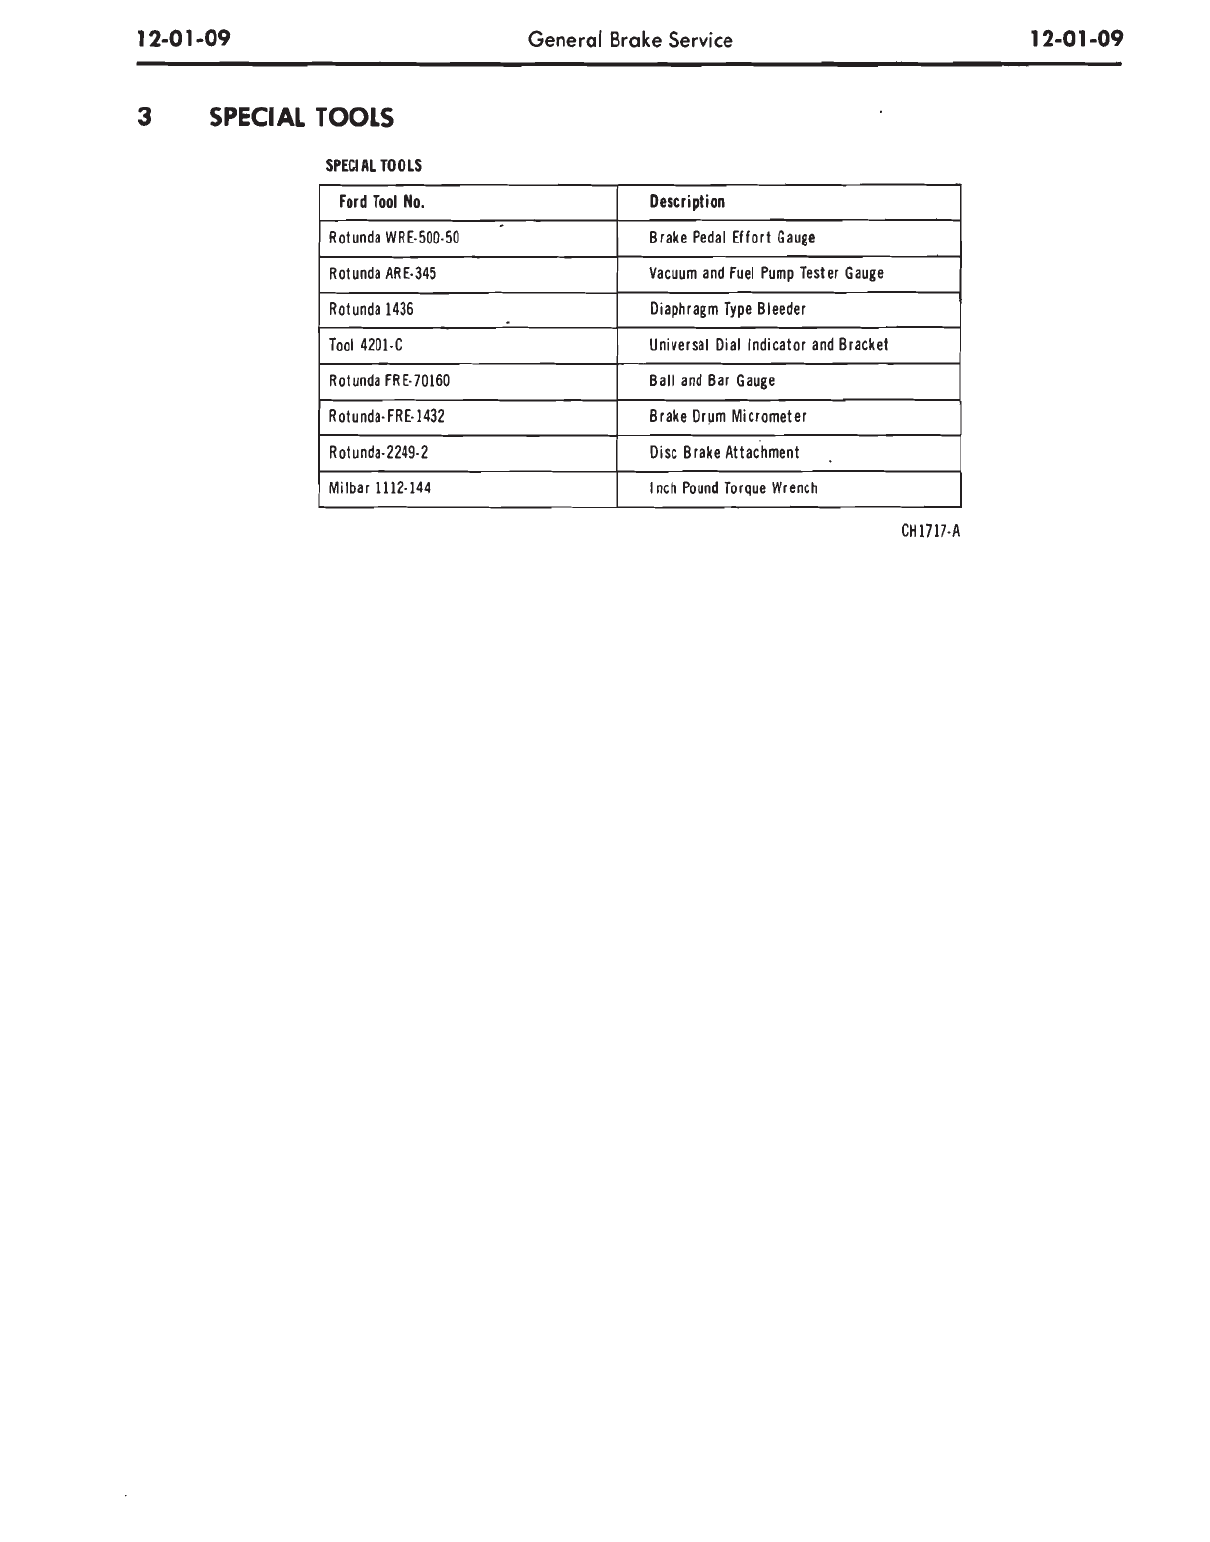 12-01-09 General Brake Service 12-01-09
3 SPECIAL TOOLS
SPECIAL TOOLS
Ford Tool No. Description
Rotunda WRE-500-50 Brake Pedal Effort Gauge
Rotunda ARE-345 Vacuum and Fuel Pump Tester Gauge
Rotunda 1436 Diaphragm Type Bleeder
Tool 4201-C Universal Dial Indicator and Bracket
Rotunda FRE-70160 Ball and Bar Gauge
Rotunda-FRE-1432 Brake Drum Micrometer
Rotunda-2249-2 Disc Brake Attachment
Milbar 1112-144 Inch Pound Torque Wrench
CH1717-A